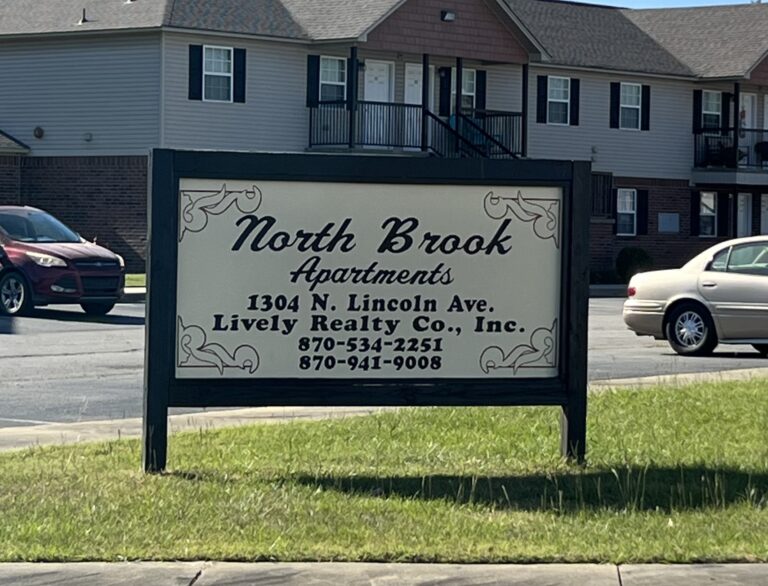 North Brook
Apartments
1304 N. Lincoln Ave.
Lively Realty Co., Inc.
870-534-2251
870-941-9008